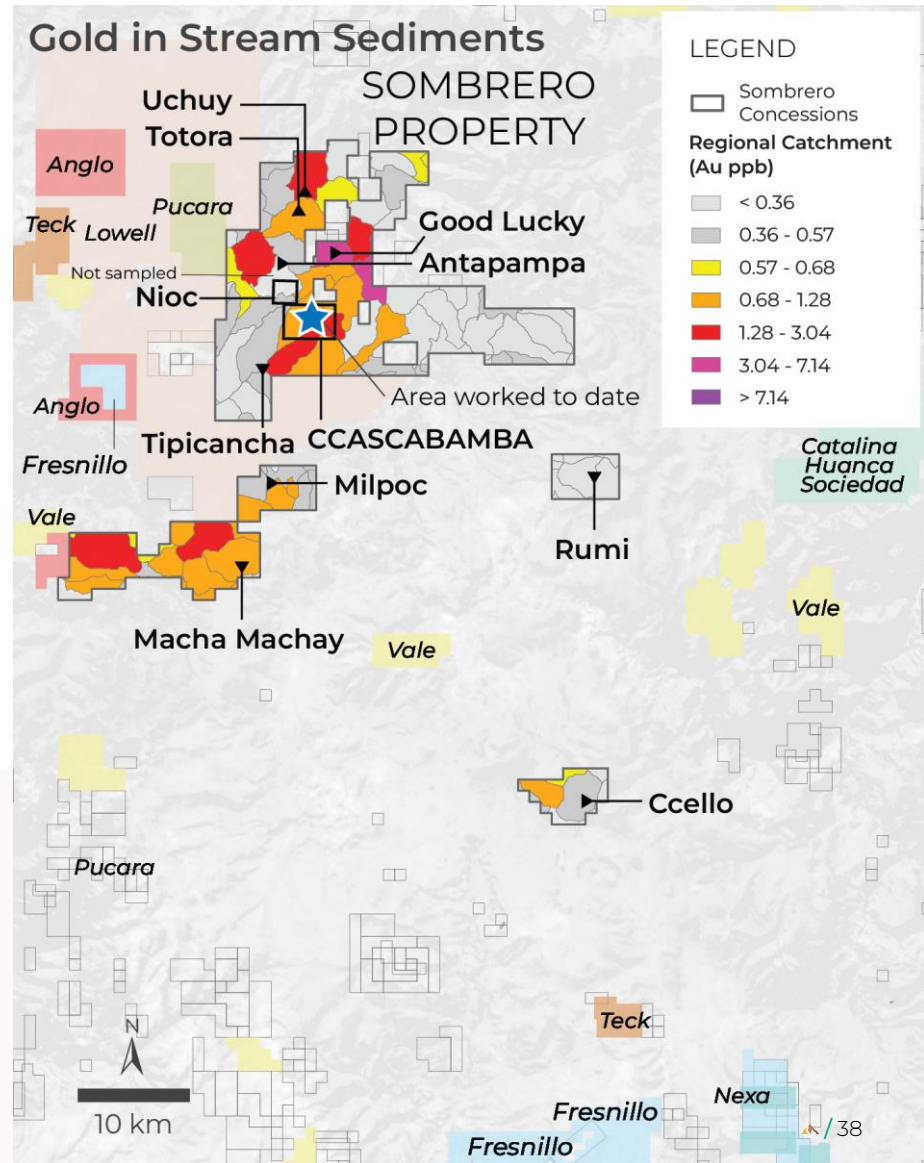 Gold in Stream Sediments
SOMBRERO
PROPERTY
Uchuy
Totora
Anglo
Teck
Lowell
Pucara
Good Lucky
Antapampa
Not sampled
Nioc
Area worked to date
Anglo
Fresnillo
Tipicancha
CCASCABAMBA
Milpoc
Vale
Macha Machay
Rumi
Vale
Catalina
Huanca
Sociedad
Vale
Ccello
Pucara
Teck
Nexa
Fresnillo
Fresnillo
N
10 km
LEGEND
Sombrero
Concessions
Regional Catchment
(Au ppb)
< 0.36
0.36 - 0.57
0.57 - 0.68
0.68 - 1.28
1.28 - 3.04
3.04 - 7.14
> 7.14
/ 38